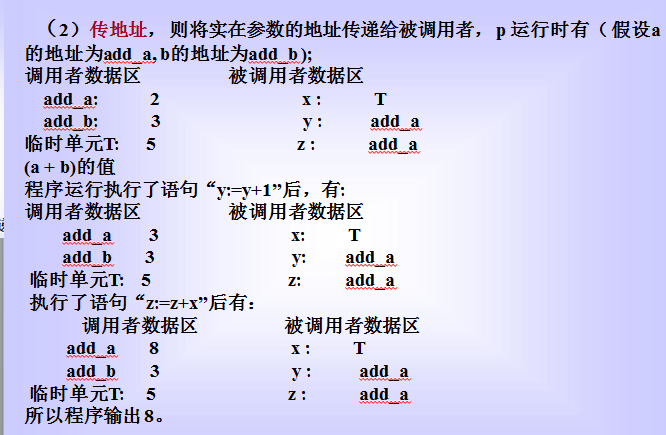 （2）传地址，则将实在参数的地址传递给被调用者，p 运行时有（假设a
的地址为add_a,b的地址为add_b);
调用者数据区 被调用者数据区
add_a: 2 x : T
add_b: 3 y : add_a
临时单元T: 5 z : add_a
(a + b)的值
程序运行执行了语句“y:=y+1”后，有:
调用者数据区 被调用者数据区
add_a 3 x: T
add_b 3 y: add_a
临时单元T: 5 z: add_a
执行了语句“z:=z+x”后有：
调用者数据区 被调用者数据区
add_a 8 x : T
add_b 3 y : add_a
临时单元T: 5 z : add_a
所以程序输出8。